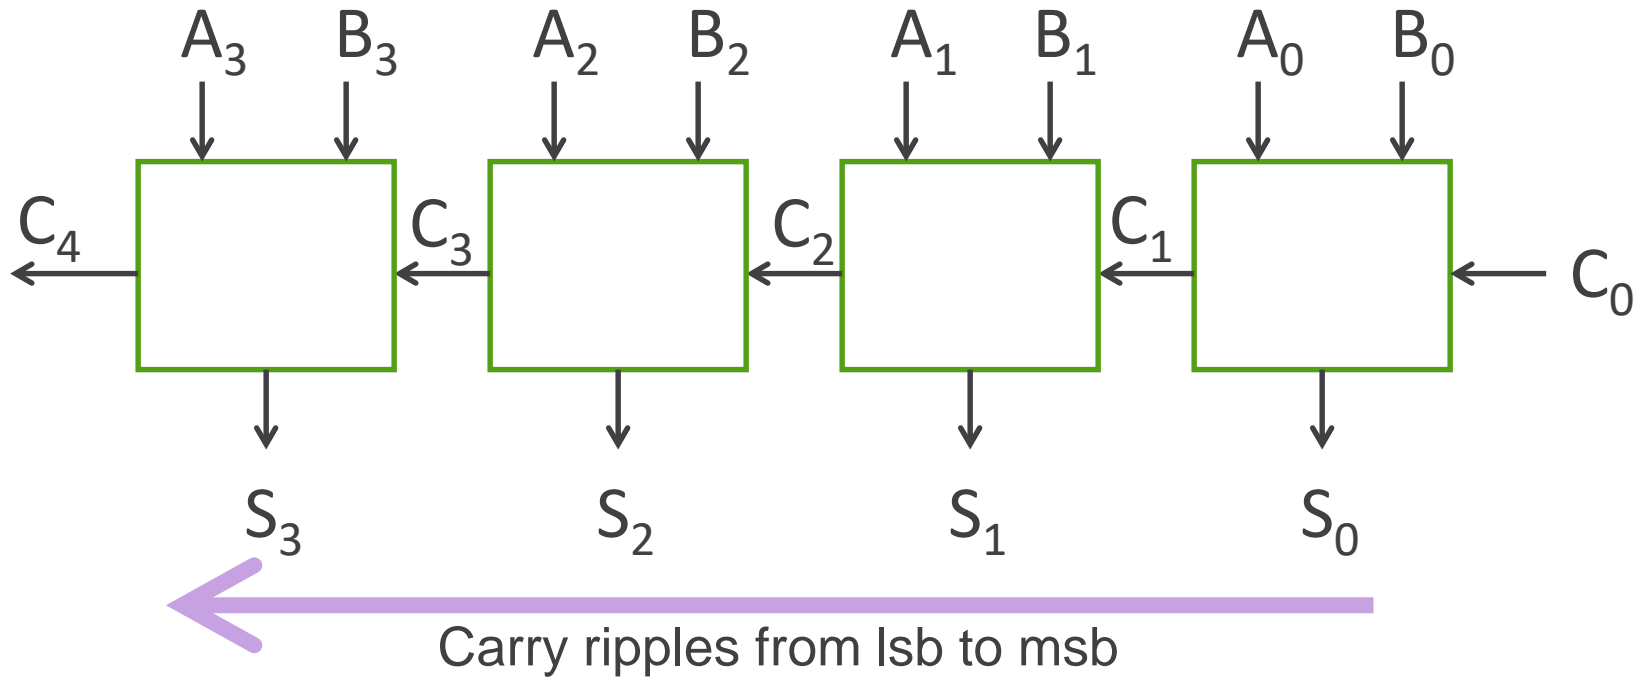 A₃ B₃ A₂ B₂ A₁ B₁ A₀ B₀
C₄ C₃ C₂ C₁ C₀
S₃ S₂ S₁ S₀
Carry ripples from lsb to msb